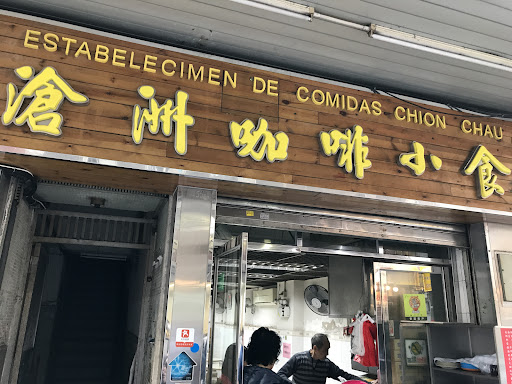 ESTABELECIMEN DE COMIDAS CHION CHAU
滄洲咖啡小食